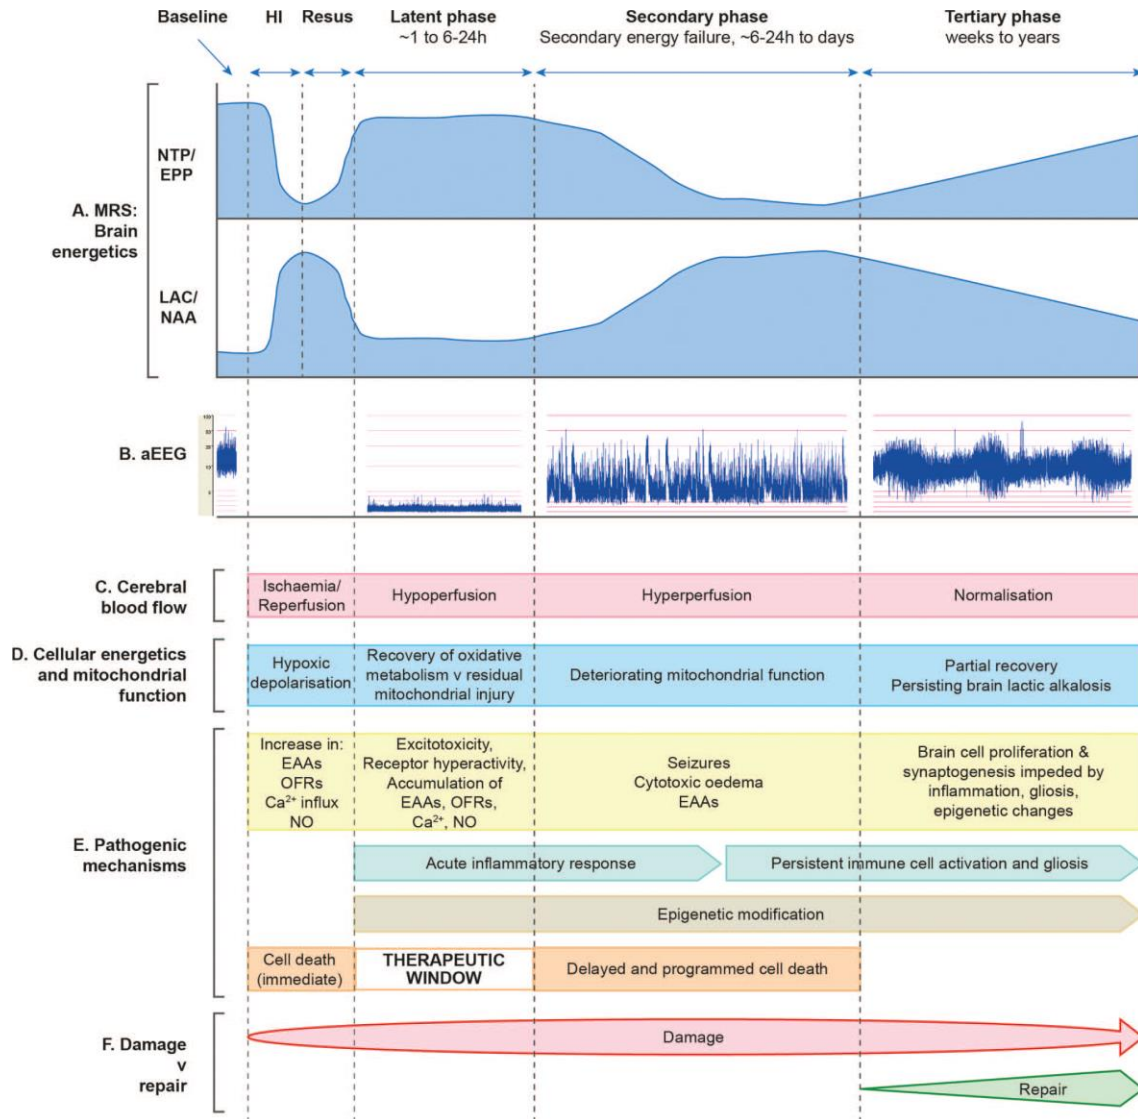 Baseline
HI
Resus
Latent phase
~1 to 6-24h
Secondary phase
Secondary energy failure, ~6-24h to days
Tertiary phase
weeks to years
A. MRS:
Brain
energetics
NTP/
EPP
LAC/
NAA
B. aEEG
C. Cerebral
blood flow
Ischaemia/
Reperfusion
Hypoperfusion
Hyperperfusion
Normalisation
D. Cellular energetics
and mitochondrial
function
Hypoxic
depolarisation
Recovery of oxidative
metabolism v residual
mitochondrial injury
Deteriorating mitochondrial function
Partial recovery
Persisting brain lactic alkalosis
E. Pathogenic
mechanisms
Increase in:
EAAs
OFRs
Ca²⁺ influx
NO
Excitotoxicity,
Receptor hyperactivity,
Accumulation of
EAAs, OFRs,
Ca²⁺, NO
Seizures
Cytotoxic oedema
EAAs
Brain cell proliferation &
synaptogenesis impeded by
inflammation, gliosis,
epigenetic changes
Acute inflammatory response
Persistent immune cell activation and gliosis
Epigenetic modification
Cell death
(immediate)
THERAPEUTIC
WINDOW
Delayed and programmed cell death
F. Damage
v
repair
Damage
Repair